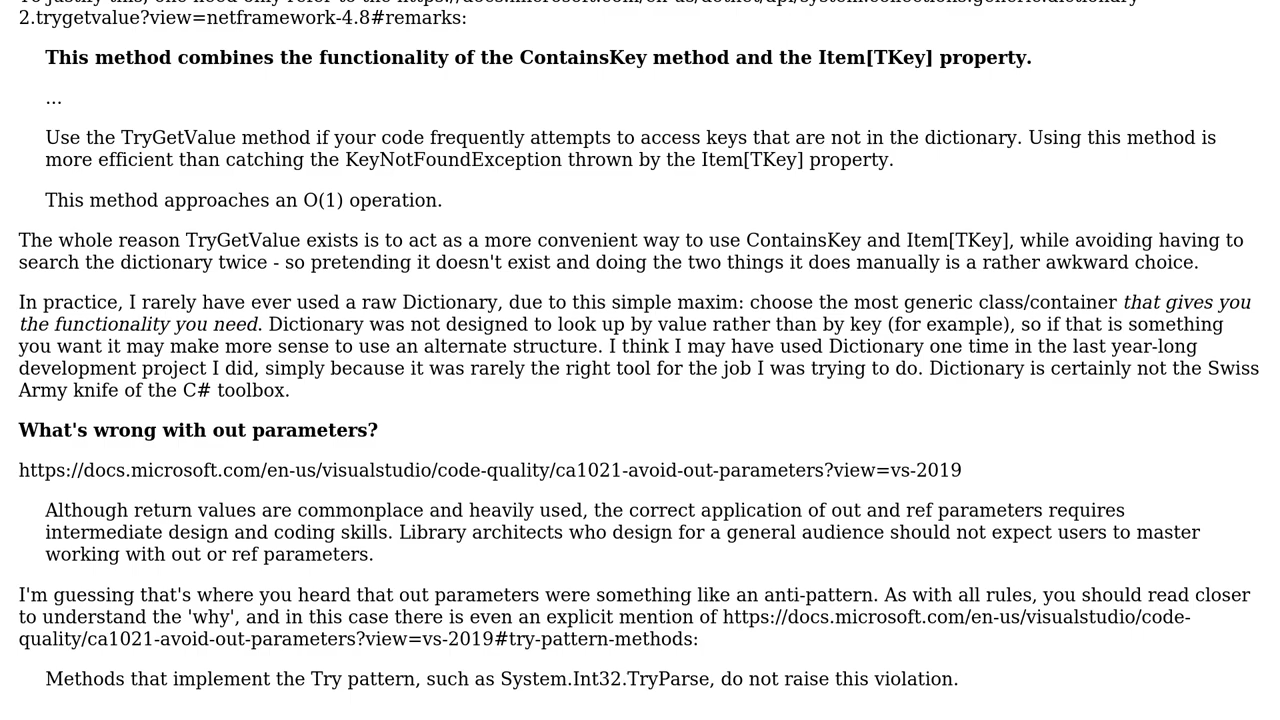 2.trygetvalue?view=netframework-4.8#remarks:
This method combines the functionality of the ContainsKey method and the Item[TKey] property.
...
Use the TryGetValue method if your code frequently attempts to access keys that are not in the dictionary. Using this method is
more efficient than catching the KeyNotFoundException thrown by the Item[TKey] property.
This method approaches an O(1) operation.
The whole reason TryGetValue exists is to act as a more convenient way to use ContainsKey and Item[TKey], while avoiding having to
search the dictionary twice - so pretending it doesn't exist and doing the two things it does manually is a rather awkward choice.
In practice, I rarely have ever used a raw Dictionary, due to this simple maxim: choose the most generic class/container that gives you
the functionality you need. Dictionary was not designed to look up by value rather than by key (for example), so if that is something
you want it may make more sense to use an alternate structure. I think I may have used Dictionary one time in the last year-long
development project I did, simply because it was rarely the right tool for the job I was trying to do. Dictionary is certainly not the Swiss
Army knife of the C# toolbox.
What's wrong with out parameters?
https://docs.microsoft.com/en-us/visualstudio/code-quality/ca1021-avoid-out-parameters?view=vs-2019
Although return values are commonplace and heavily used, the correct application of out and ref parameters requires
intermediate design and coding skills. Library architects who design for a general audience should not expect users to master
working with out or ref parameters.
I'm guessing that's where you heard that out parameters were something like an anti-pattern. As with all rules, you should read closer
to understand the 'why', and in this case there is even an explicit mention of https://docs.microsoft.com/en-us/visualstudio/code-
quality/ca1021-avoid-out-parameters?view=vs-2019#try-pattern-methods:
Methods that implement the Try pattern, such as System.Int32.TryParse, do not raise this violation.